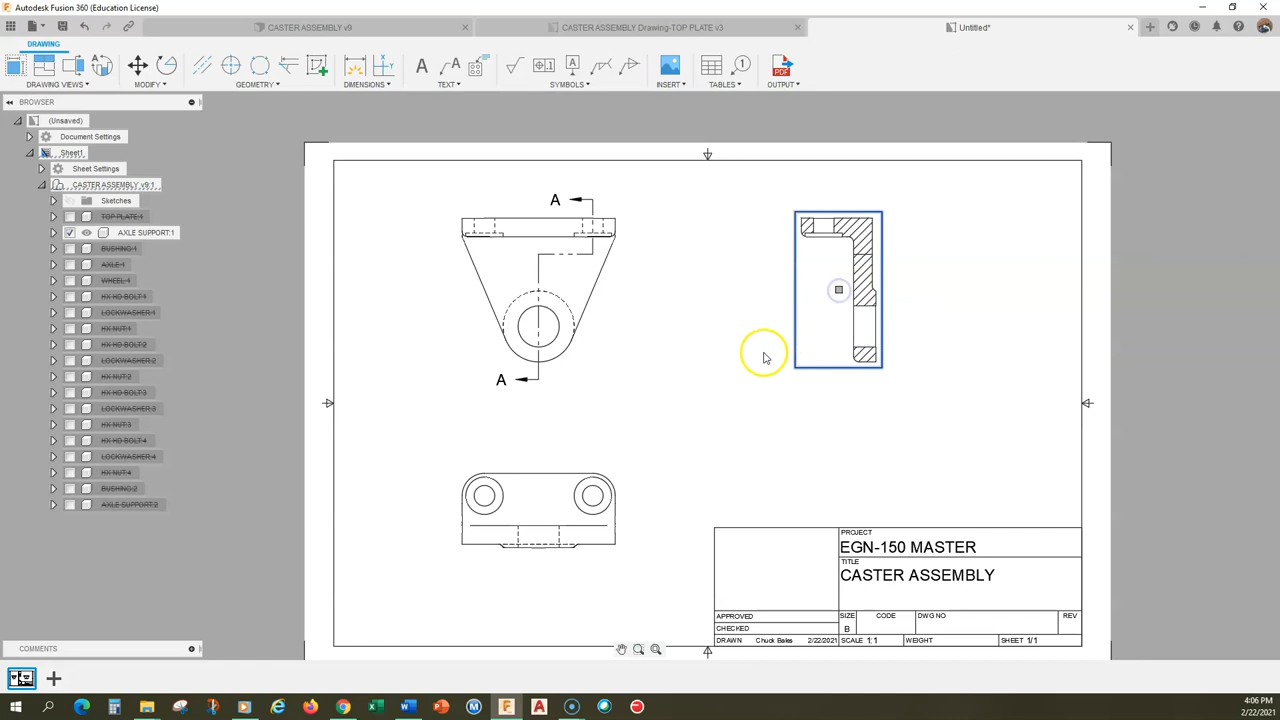 Autodesk Fusion 360 (Education License)
CASTER ASSEMBLY v9
CASTER ASSEMBLY Drawing-TOP PLATE v3
Untitled*
DRAWING
DRAWING VIEWS
MODIFY
GEOMETRY
DIMENSIONS
TEXT
SYMBOLS
INSERT
TABLES
OUTPUT
PDF
BROWSER
(Unsaved)
Document Settings
Sheet1
Sheet Settings
CASTER ASSEMBLY v9:1
Sketches
TOP PLATE:1
AXLE SUPPORT:1
BUSHING:1
AXLE:1
WHEEL:1
HX HD BOLT:1
LOCKWASHER:1
HX NUT:1
HX HD BOLT:2
LOCKWASHER:2
HX NUT:2
HX HD BOLT:3
LOCKWASHER:3
HX NUT:3
HX HD BOLT:4
LOCKWASHER:4
HX NUT:4
BUSHING:2
AXLE SUPPORT:2
A
A
PROJECT
EGN-150 MASTER
TITLE
CASTER ASSEMBLY
APPROVED
CHECKED
DRAWN Chuck Bales 2/22/2021
SIZE CODE DWG NO REV
B
SCALE 1:1 WEIGHT SHEET 1/1
COMMENTS
4:06 PM
2/22/2021